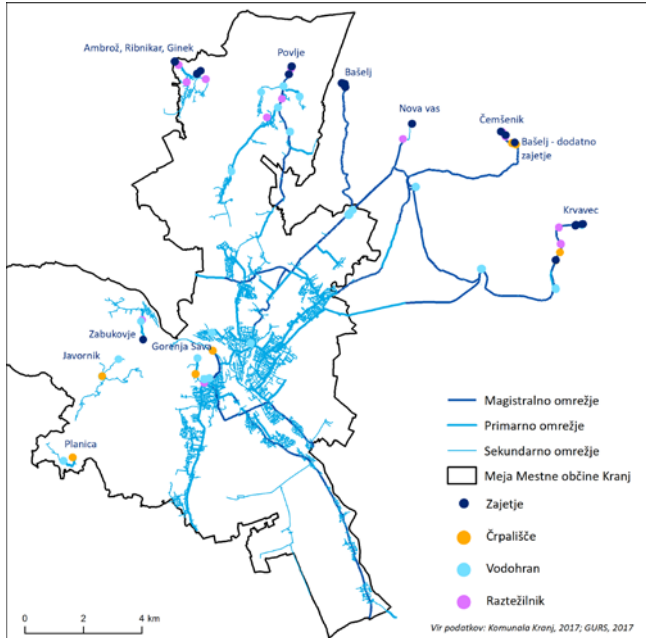 Ambrož, Ribnikar, Ginek
Povlje
Bašelj
Nova vas
Čemšenik
Bašelj - dodatno
zajetje
Krvavec
Zabukovje
Gorenja Sava
Javornik
Planica
Magistralno omrežje
Primarno omrežje
Sekundarno omrežje
Meja Mestne občine Kranj
Zajetje
Črpališče
Vodohran
Raztežilnik
0 2 4 km
Vir podatkov: Komunala Kranj, 2017; GURS, 2017